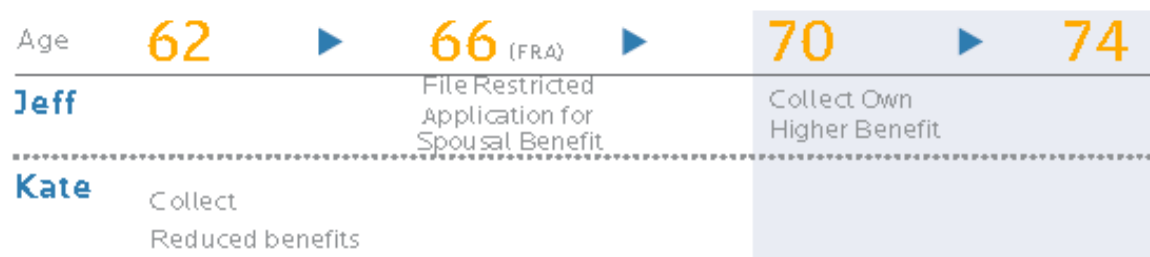 Age 62 66 (FRA) 70 74
Jeff
File Restricted
Application for
Spousal Benefit
Collect Own
Higher Benefit
Kate
Collect
Reduced benefits